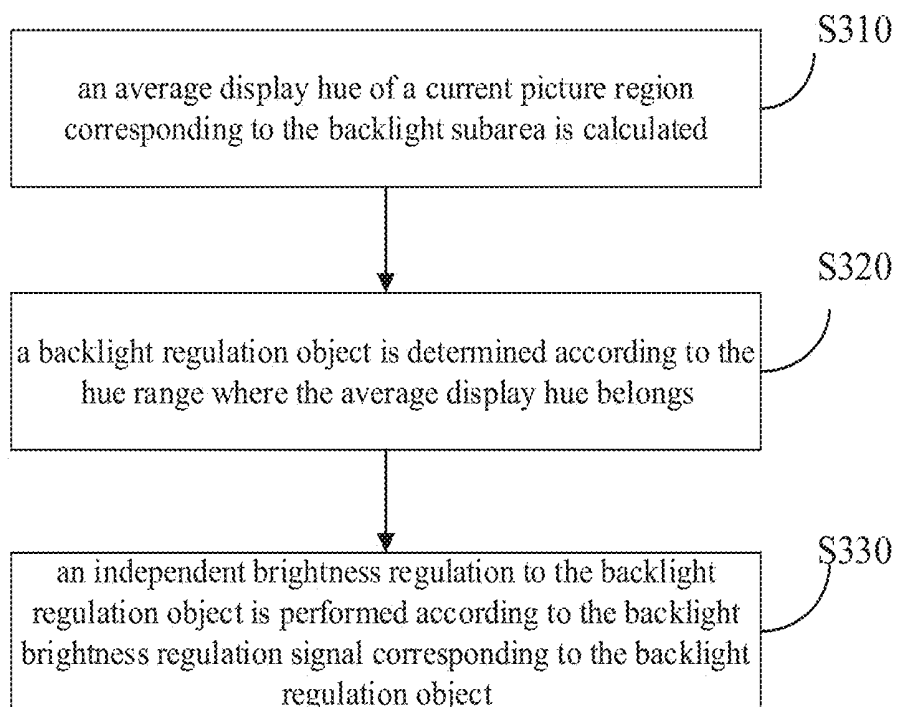 S310
an average display hue of a current picture region
corresponding to the backlight subarea is calculated
S320
a backlight regulation object is determined according to the
hue range where the average display hue belongs
S330
an independent brightness regulation to the backlight
regulation object is performed according to the backlight
brightness regulation signal corresponding to the backlight
regulation object